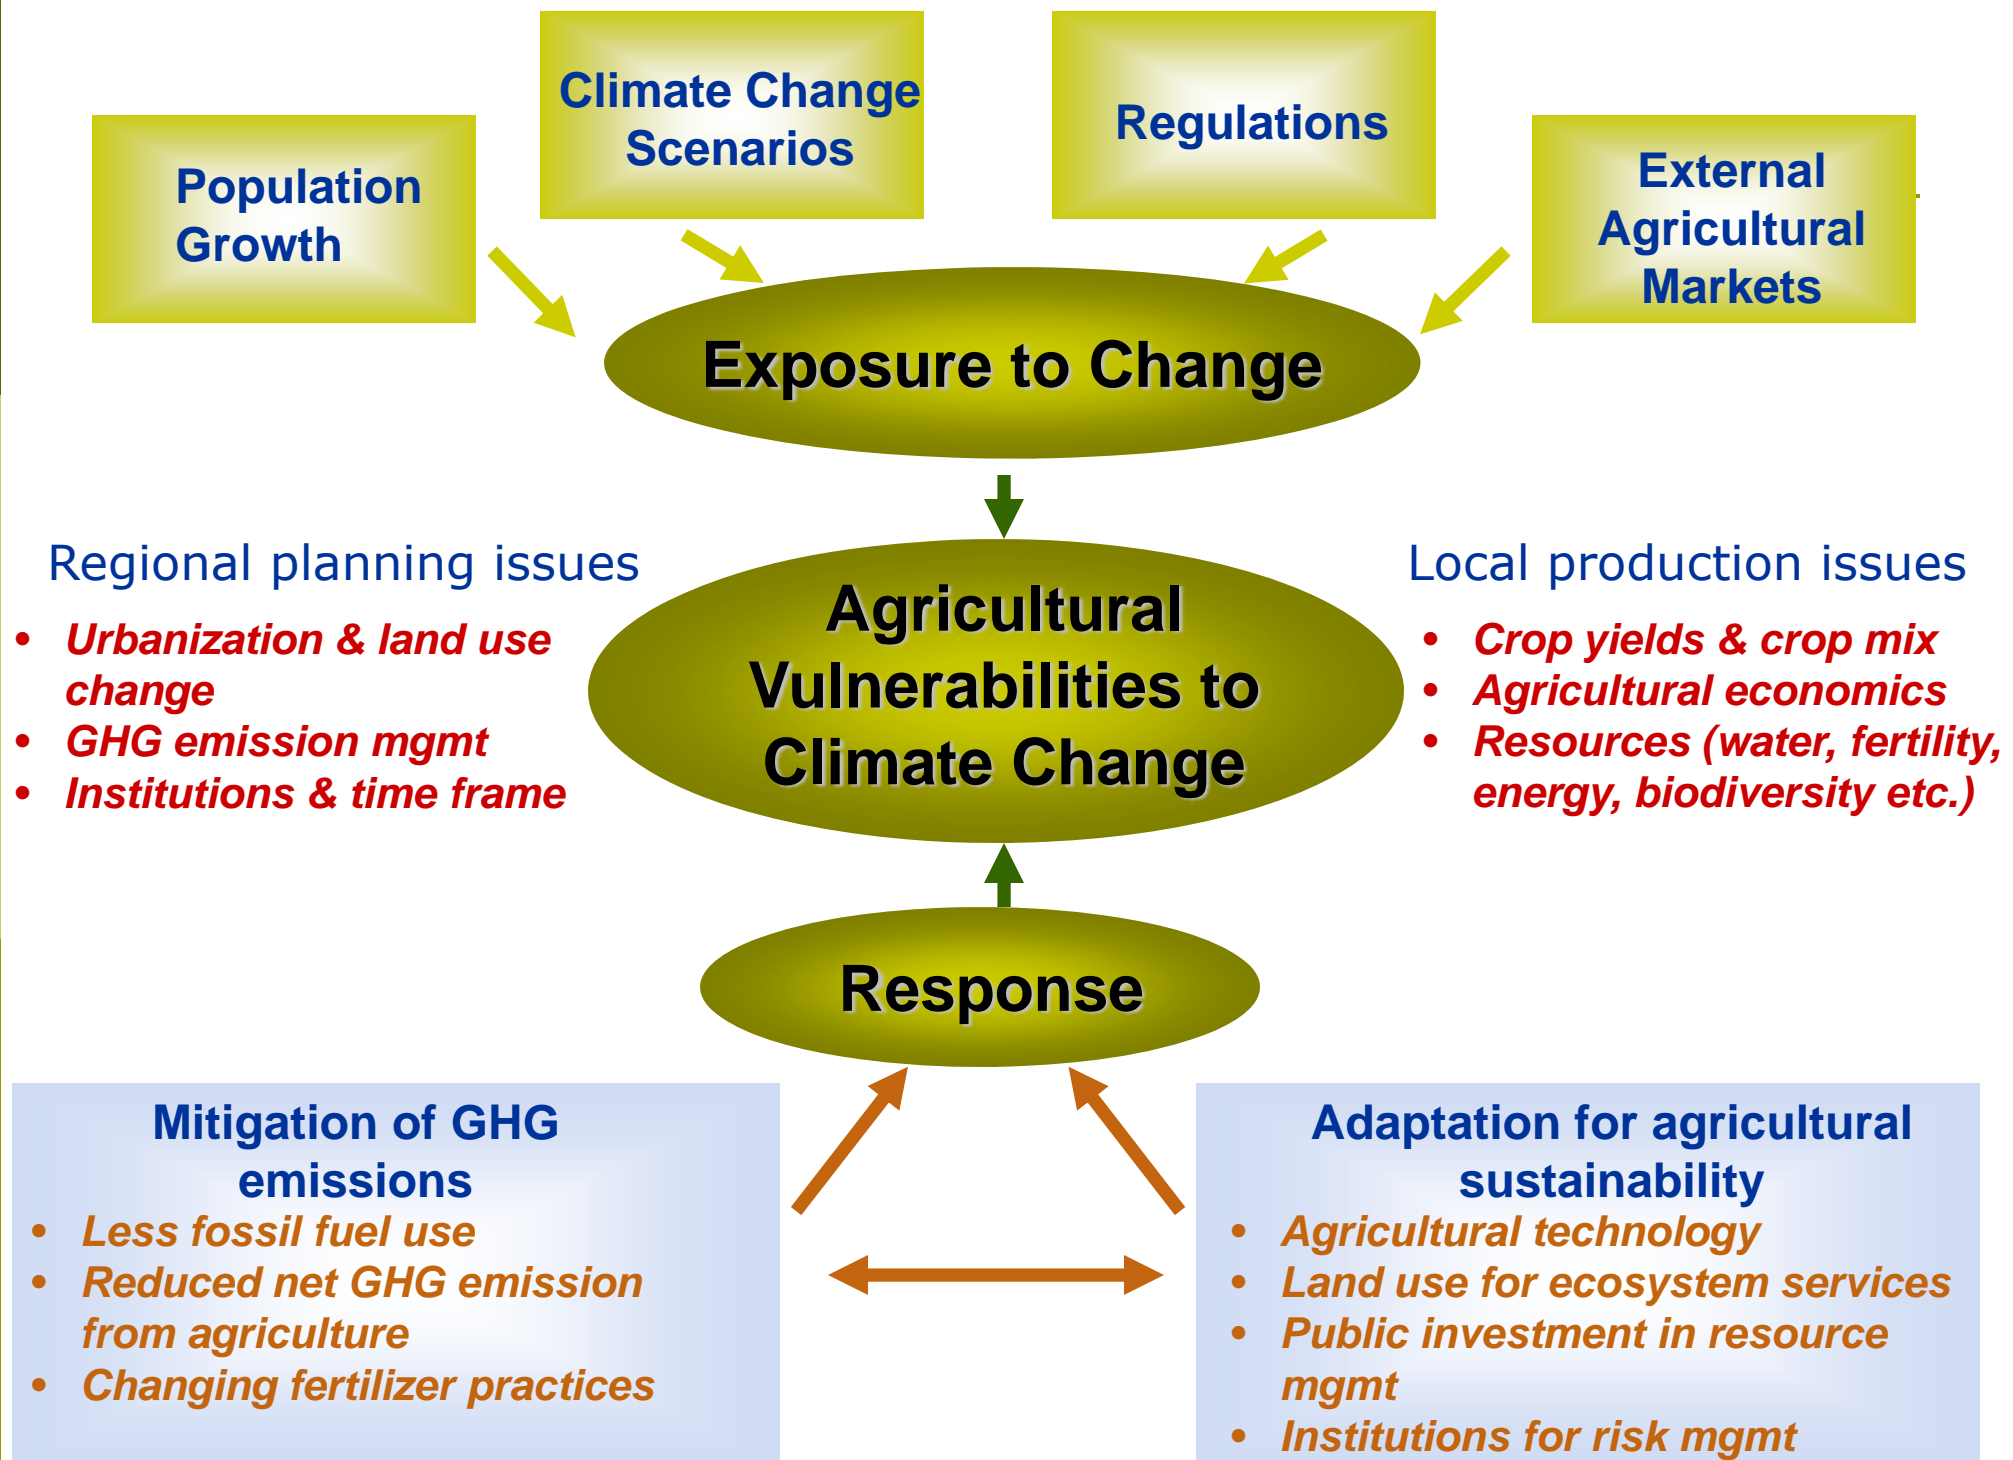 Climate Change
Scenarios
Regulations
Population
Growth
External
Agricultural
Markets
Exposure to Change
Regional planning issues
• Urbanization & land use
change
• GHG emission mgmt
• Institutions & time frame
Agricultural
Vulnerabilities to
Climate Change
Local production issues
• Crop yields & crop mix
• Agricultural economics
• Resources (water, fertility,
energy, biodiversity etc.)
Response
Mitigation of GHG
emissions
• Less fossil fuel use
• Reduced net GHG emission
from agriculture
• Changing fertilizer practices
Adaptation for agricultural
sustainability
• Agricultural technology
• Land use for ecosystem services
• Public investment in resource
mgmt
• Institutions for risk mgmt